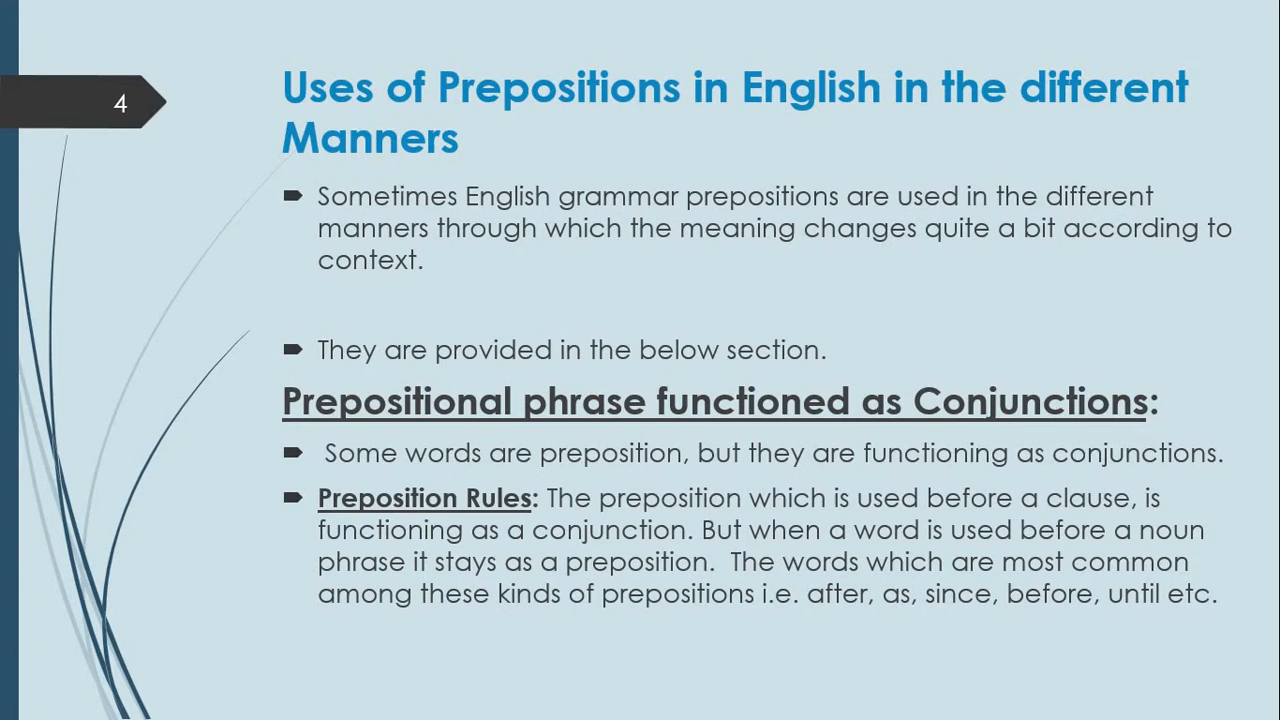 4
Uses of Prepositions in English in the different
Manners
Sometimes English grammar prepositions are used in the different
manners through which the meaning changes quite a bit according to
context.
They are provided in the below section.
Prepositional phrase functioned as Conjunctions:
Some words are preposition, but they are functioning as conjunctions.
Preposition Rules: The preposition which is used before a clause, is
functioning as a conjunction. But when a word is used before a noun
phrase it stays as a preposition.  The words which are most common
among these kinds of prepositions i.e. after, as, since, before, until etc.